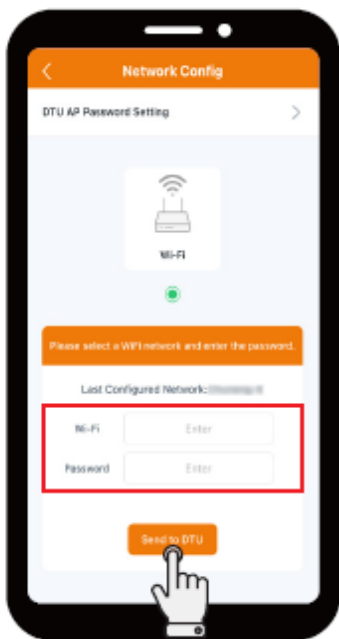 Network Config
DTU AP Password Setting
Wi-Fi
Please select a WiFi network and enter the password.
Last Configured Network:
Wi-Fi Enter
Password Enter
Send to DTU